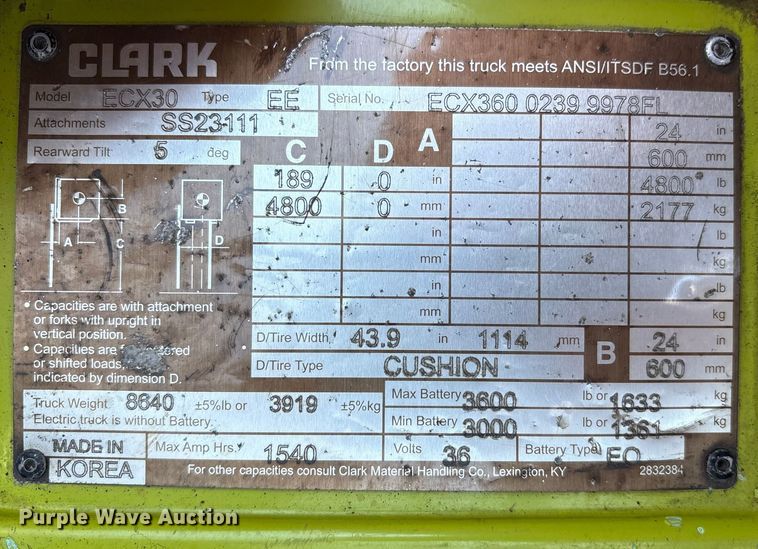 CLARK
From the factory this truck meets ANSI/ITSDF B56.1
Model ECX30 Type EE Serial No. ECX360 0239 9978FL
Attachments SS23111 24 in
Rearward Tilt 5 deg C D A 600 mm
189 0 in 4800 lb
4800 0 mm 2177 kg
in lb
mm kg
in lb
mm kg
A B C D
• Capacities are with attachment
or forks with upright in
vertical position.
• Capacities are for
or shifted loads,
indicated by dimension D.
D/Tire Width, 43.9 in 1114 mm B 24 in
D/Tire Type CUSHION 600 mm
Truck Weight 8640 ±5%lb or 3919 ±5%kg Max Battery 3600 lb or 1633 kg
Electric truck is without Battery. Min Battery 3000 lb or 1361 kg
MADE IN Max Amp Hrs. 1540 Volts 36 Battery Type EO
KOREA For other capacities consult Clark Material Handling Co., Lexington, KY 2832384
Purple Wave Auction